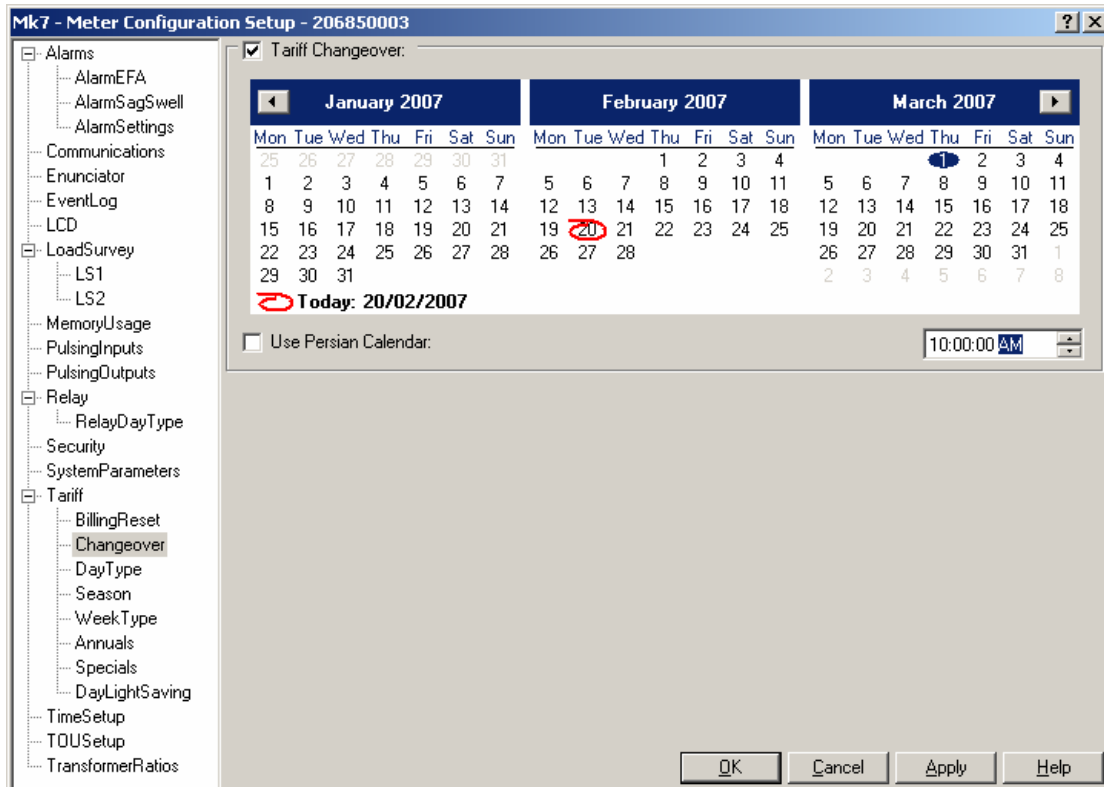 Mk7 - Meter Configuration Setup - 206850003
Alarms
AlarmEFA
AlarmSagSwell
AlarmSettings
Communications
Enunciator
EventLog
LCD
LoadSurvey
LS1
LS2
MemoryUsage
PulsingInputs
PulsingOutputs
Relay
RelayDayType
Security
SystemParameters
Tariff
BillingReset
Changeover
DayType
Season
WeekType
Annuals
Specials
DayLightSaving
TimeSetup
TOUSetup
TransformerRatios
Tariff Changeover:
January 2007
Mon Tue Wed Thu Fri Sat Sun
25 26 27 28 29 30 31
1 2 3 4 5 6 7
8 9 10 11 12 13 14
15 16 17 18 19 20 21
22 23 24 25 26 27 28
29 30 31
February 2007
Mon Tue Wed Thu Fri Sat Sun
1 2 3 4
5 6 7 8 9 10 11
12 13 14 15 16 17 18
19 20 21 22 23 24 25
26 27 28
March 2007
Mon Tue Wed Thu Fri Sat Sun
1 2 3 4
5 6 7 8 9 10 11
12 13 14 15 16 17 18
19 20 21 22 23 24 25
26 27 28 29 30 31 1
2 3 4 5 6 7 8
Today: 20/02/2007
Use Persian Calendar:
10:00:00 AM
OK
Cancel
Apply
Help